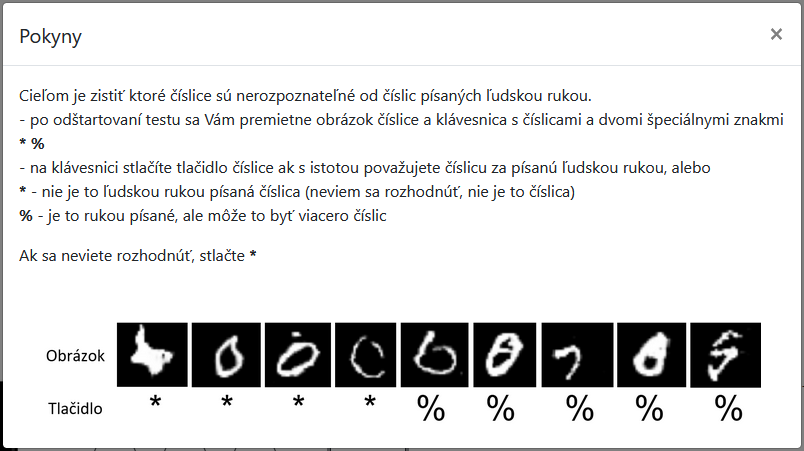 Pokyny
×
Cieľom je zistiť ktoré číslice sú nerozpoznateľné od číslic písaných ľudskou rukou.
- po odštartovaní testu sa Vám premietne obrázok číslice a klávesnica s číslicami a dvomi špeciálnymi znakmi
* %
- na klávesnici stlačíte tlačidlo číslice ak s istotou považujete číslicu za písanú ľudskou rukou, alebo
* - nie je to ľudskou rukou písaná číslica (neviem sa rozhodnúť, nie je to číslica)
% - je to rukou písané, ale môže to byť viacero číslic
Ak sa neviete rozhodnúť, stlačte *
Obrázok
Tlačidlo * * * * % % % % %